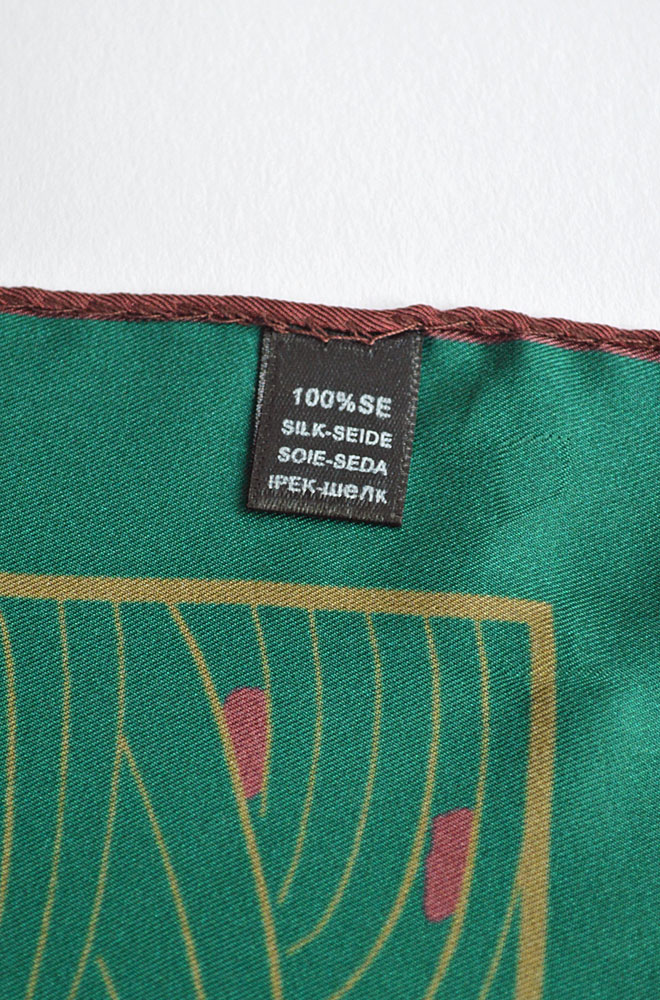 100%SE
SILK-SEIDE
SOIE-SEDA
IPEK-шелк